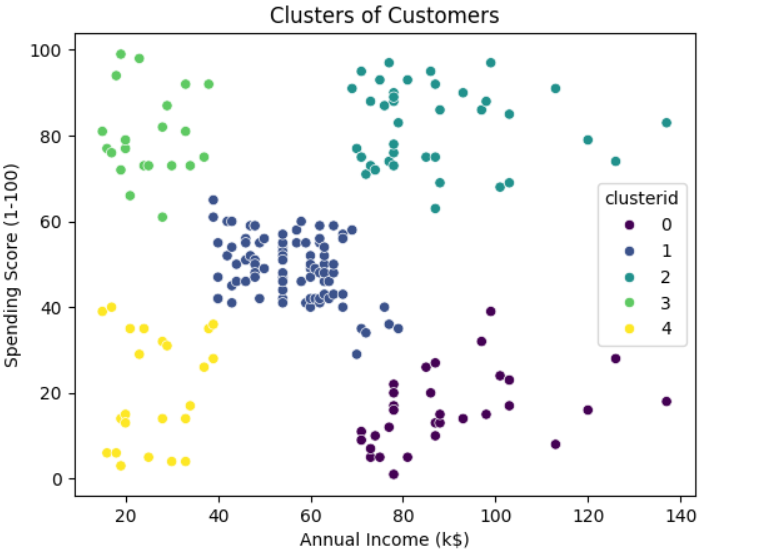 Clusters of Customers
100
80
60
40
20
0
Spending Score (1-100)
clusterid
0
1
2
3
4
20 40 60 80 100 120 140
Annual Income (k$)